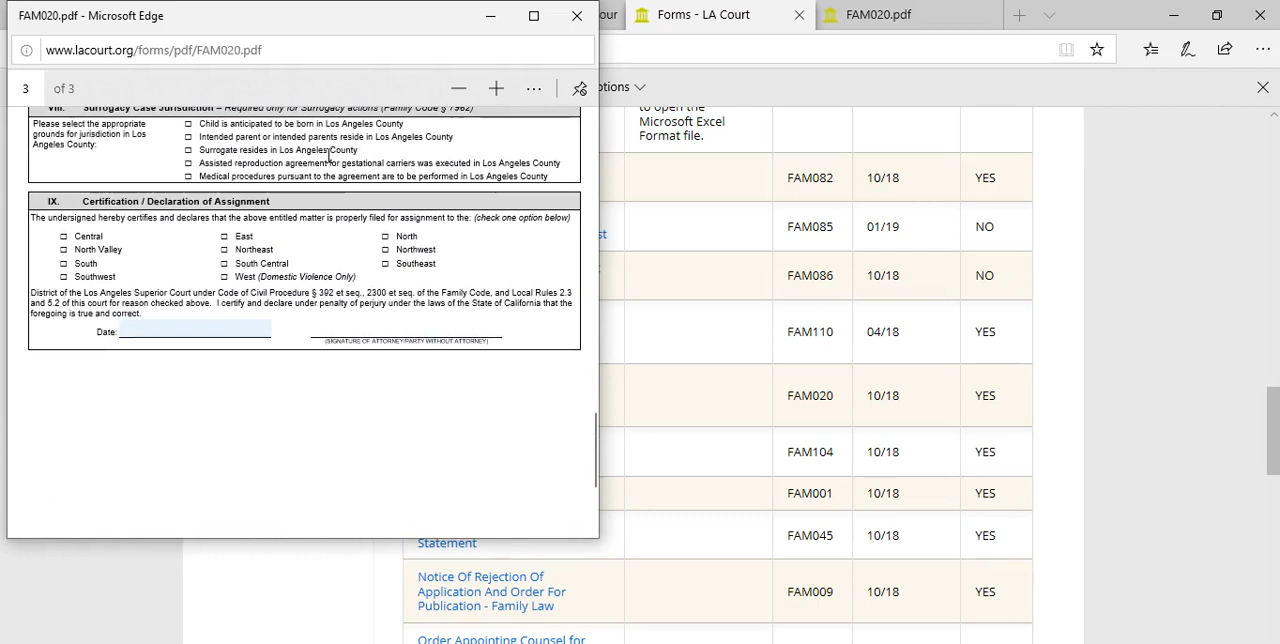 FAM020.pdf - Microsoft Edge
www.lacourt.org/forms/pdf/FAM020.pdf
3 of 3
VIII. Surrogacy Case Jurisdiction – Required only for Surrogacy actions (Family Code § 7962)
Please select the appropriate
grounds for jurisdiction in Los
Angeles County:
Child is anticipated to be born in Los Angeles County
Intended parent or intended parents reside in Los Angeles County
Surrogate resides in Los Angeles County
Assisted reproduction agreement for gestational carriers was executed in Los Angeles County
Medical procedures pursuant to the agreement are to be performed in Los Angeles County
IX. Certification / Declaration of Assignment
The undersigned hereby certifies and declares that the above entitled matter is properly filed for assignment to the: (check one option below)
Central East North
North Valley Northeast Northwest
South South Central Southeast
Southwest West (Domestic Violence Only)
District of the Los Angeles Superior Court under Code of Civil Procedure § 392 et seq., 2300 et seq. of the Family Code, and Local Rules 2.3
and 5.2 of this court for reason checked above. I certify and declare under penalty of perjury under the laws of the State of California that the
foregoing is true and correct.
Date:
(SIGNATURE OF ATTORNEY/PARTY WITHOUT ATTORNEY)
our
Forms - LA Court
FAM020.pdf
ptions
to open the
Microsoft Excel
Format file.
FAM082 10/18 YES
st FAM085 01/19 NO
FAM086 10/18 NO
FAM110 04/18 YES
FAM020 10/18 YES
FAM104 10/18 YES
FAM001 10/18 YES
FAM045 10/18 YES
Statement
Notice Of Rejection Of
Application And Order For
Publication - Family Law
FAM009 10/18 YES
Order Appointing Counsel for